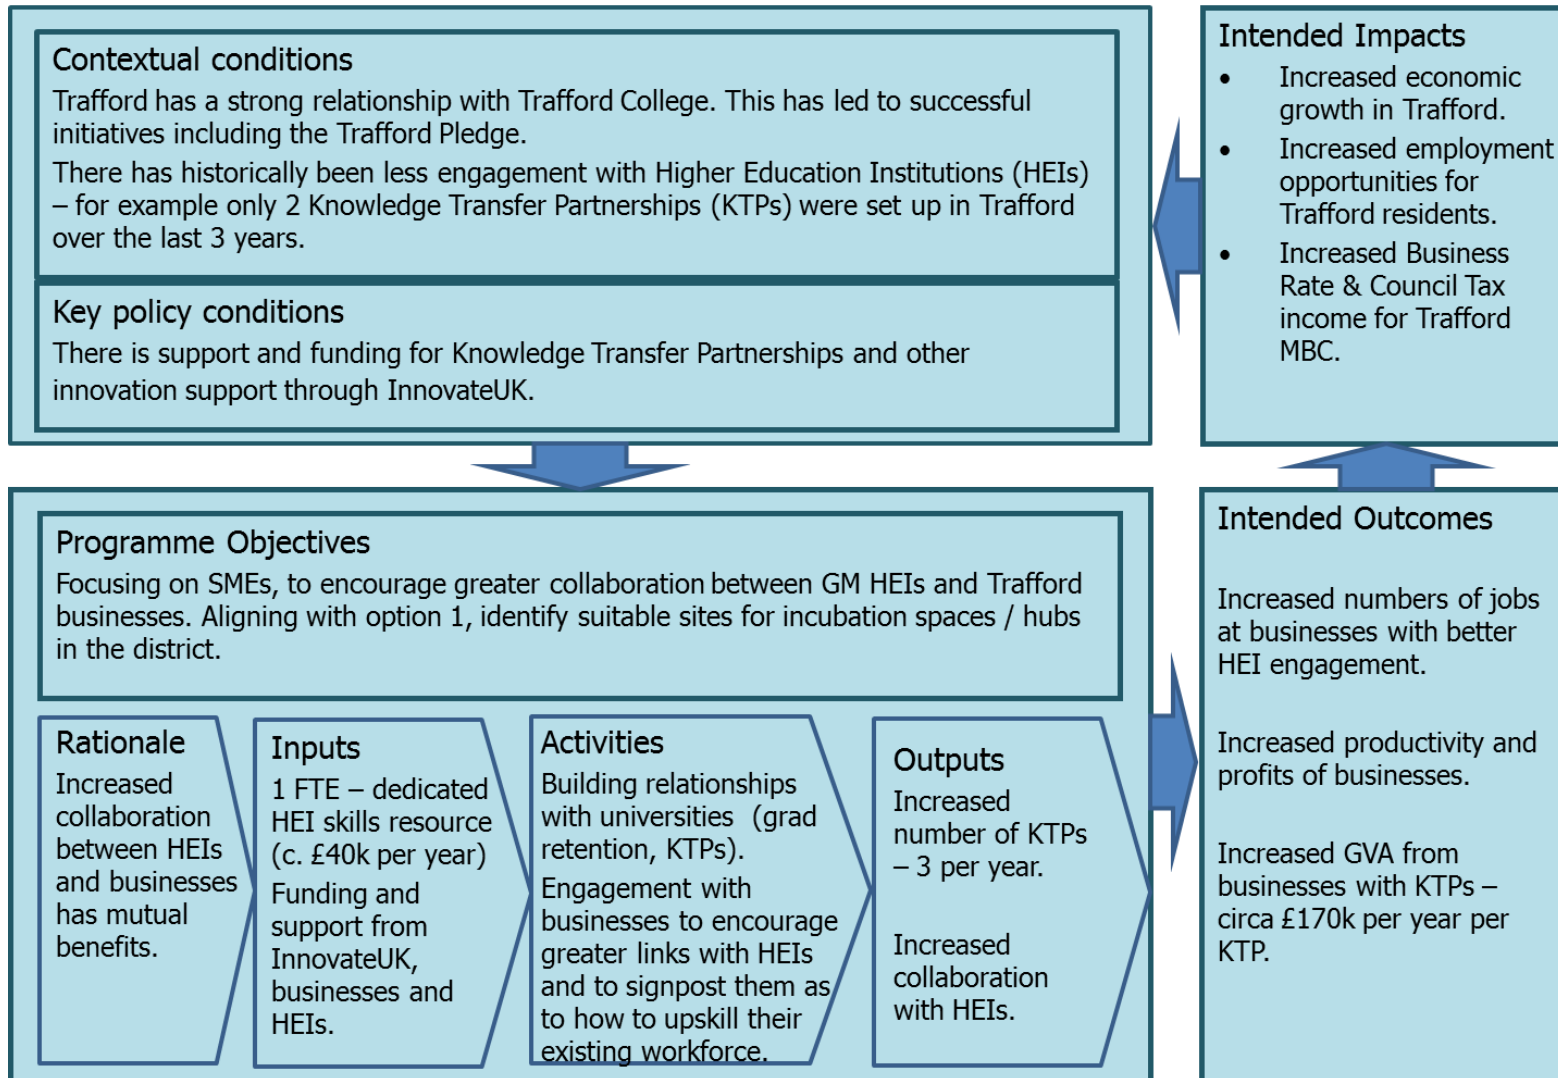 Contextual conditions
Trafford has a strong relationship with Trafford College. This has led to successful
initiatives including the Trafford Pledge.
There has historically been less engagement with Higher Education Institutions (HEIs)
– for example only 2 Knowledge Transfer Partnerships (KTPs) were set up in Trafford
over the last 3 years.
Key policy conditions
There is support and funding for Knowledge Transfer Partnerships and other
innovation support through InnovateUK.
Programme Objectives
Focusing on SMEs, to encourage greater collaboration between GM HEIs and Trafford
businesses. Aligning with option 1, identify suitable sites for incubation spaces / hubs
in the district.
Rationale
Increased
collaboration
between HEIs
and businesses
has mutual
benefits.
Inputs
1 FTE – dedicated
HEI skills resource
(c. £40k per year)
Funding and
support from
InnovateUK,
businesses and
HEIs.
Activities
Building relationships
with universities (grad
retention, KTPs).
Engagement with
businesses to encourage
greater links with HEIs
and to signpost them as
to how to upskill their
existing workforce.
Outputs
Increased
number of KTPs
– 3 per year.
Increased
collaboration
with HEIs.
Intended Outcomes
Increased numbers of jobs
at businesses with better
HEI engagement.
Increased productivity and
profits of businesses.
Increased GVA from
businesses with KTPs –
circa £170k per year per
KTP.
Intended Impacts
• Increased economic
growth in Trafford.
• Increased employment
opportunities for
Trafford residents.
• Increased Business
Rate & Council Tax
income for Trafford
MBC.